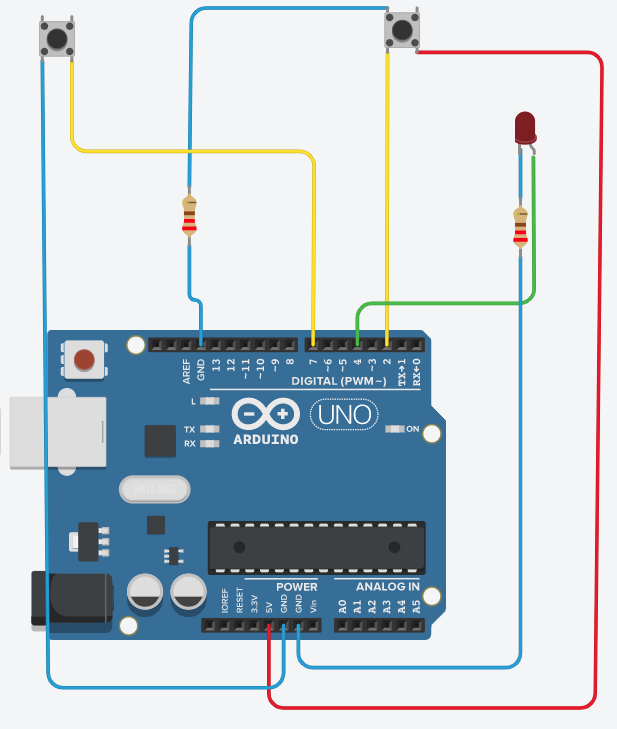 AREF
GND
13
12
~11
~10
~9
8
7
~6
~5
4
~3
2
TX→1
RX←0
DIGITAL (PWM~)
L
TX
RX
ARDUINO
UNO
ON
IOREF
RESET
3.3V
5V
GND
GND
Vin
POWER
ANALOG IN
A0
A1
A2
A3
A4
A5